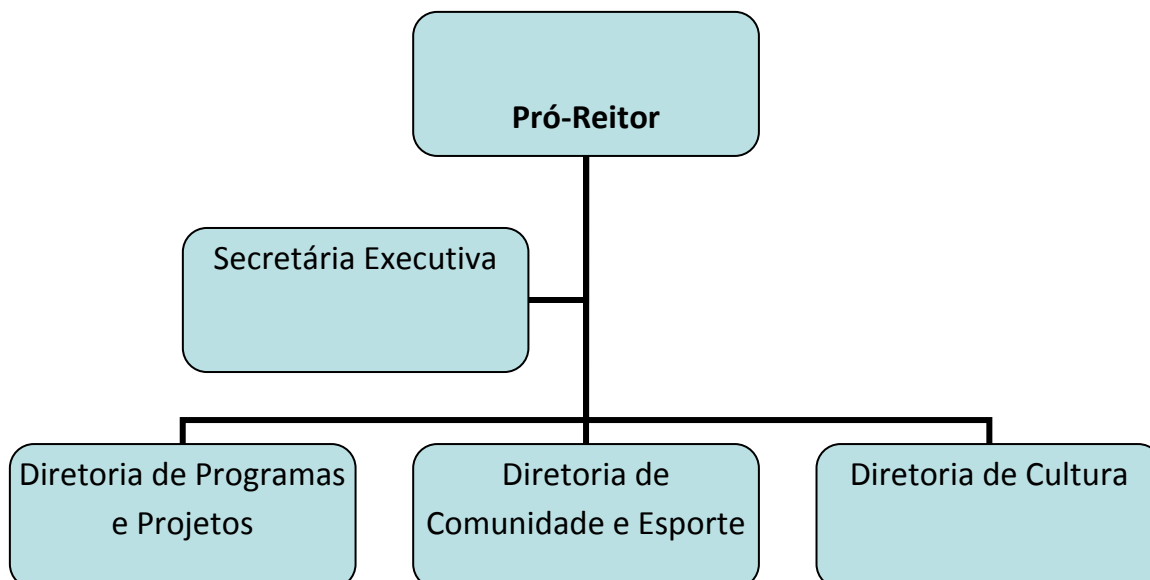 Pró-Reitor
Secretária Executiva
Diretoria de Programas
e Projetos
Diretoria de
Comunidade e Esporte
Diretoria de Cultura